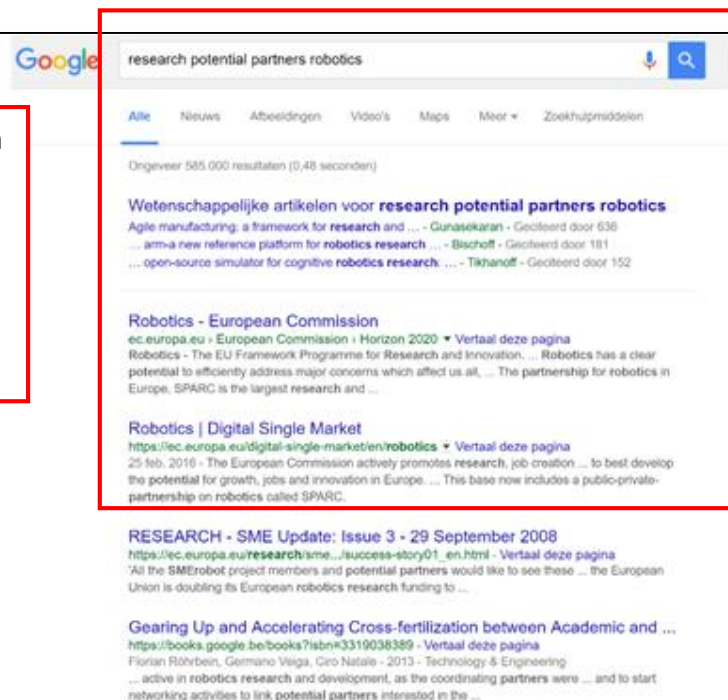 Google
research potential partners robotics
Alle Nieuws Afbeeldingen Video's Maps Meer Zoekhulpmiddelen
Ongeveer 585.000 resultaten (0,48 seconden)
Wetenschappelijke artikelen voor research potential partners robotics
Agile manufacturing: a framework for research and ... - Gunasekaran - Geciteerd door 636
... arm-a new reference platform for robotics research ... - Bischoff - Geciteerd door 181
... open-source simulator for cognitive robotics research: ... - Tikhanoff - Geciteerd door 152
Robotics - European Commission
ec.europa.eu › European Commission › Horizon 2020 ▾ Vertaal deze pagina
Robotics - The EU Framework Programme for Research and Innovation. ... Robotics has a clear
potential to efficiently address major concerns which affect us all, ... The partnership for robotics in
Europe, SPARC is the largest research and ...
Robotics | Digital Single Market
https://ec.europa.eu/digital-single-market/en/robotics ▾ Vertaal deze pagina
25 feb. 2016 - The European Commission actively promotes research, job creation ... to best develop
the potential for growth, jobs and innovation in Europe. ... This base now includes a public-private-
partnership on robotics called SPARC.
RESEARCH - SME Update: Issue 3 - 29 September 2008
https://ec.europa.eu/research/sme.../success-story01_en.html - Vertaal deze pagina
"All the SMErobot project members and potential partners would like to see these ... the European
Union is doubling its European robotics research funding to ...
Gearing Up and Accelerating Cross-fertilization between Academic and ...
https://books.google.be/books?isbn=3319038389 - Vertaal deze pagina
Florian Röhrbein, Germano Veiga, Ciro Natale - 2013 - Technology & Engineering
... active in robotics research and development, as the coordinating partners were ... and to start
networking activities to link potential partners interested in the ...